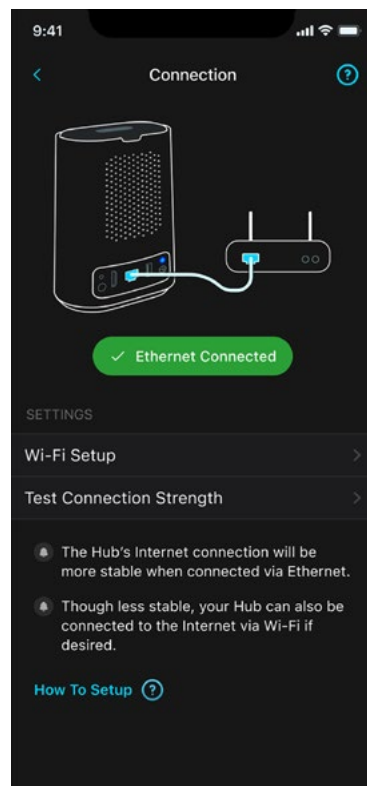 9:41
Connection
?
Ethernet Connected
SETTINGS
Wi-Fi Setup
Test Connection Strength
The Hub's Internet connection will be
more stable when connected via Ethernet.
Though less stable, your Hub can also be
connected to the Internet via Wi-Fi if
desired.
How To Setup ?